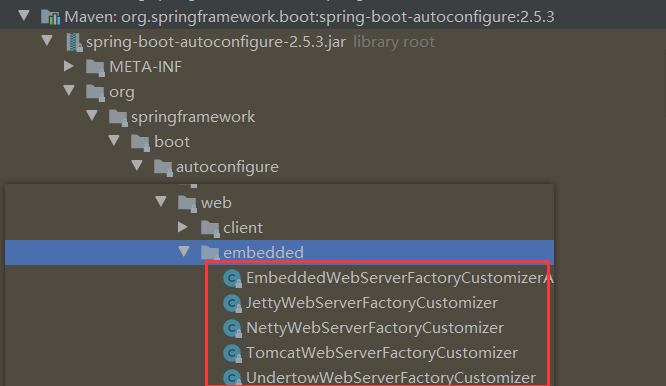 Maven: org.springframework.boot:spring-boot-autoconfigure:2.5.3
spring-boot-autoconfigure-2.5.3.jar library root
META-INF
org
springframework
boot
autoconfigure
web
client
embedded
EmbeddedWebServerFactoryCustomizerA
JettyWebServerFactoryCustomizer
NettyWebServerFactoryCustomizer
TomcatWebServerFactoryCustomizer
UndertowWebServerFactoryCustomizer